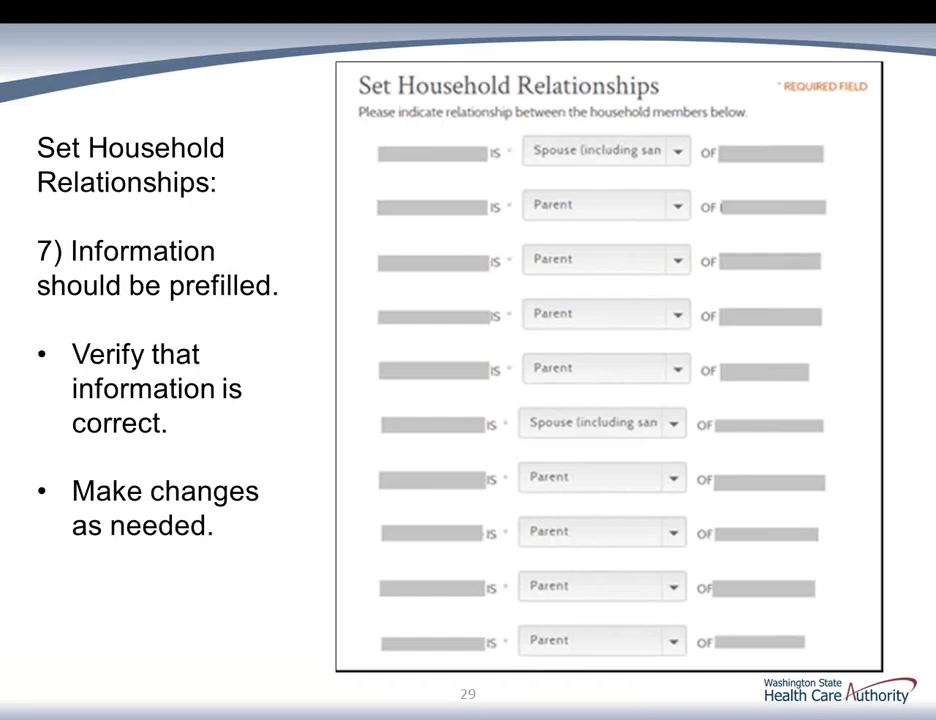 Set Household
Relationships:
7) Information
should be prefilled.
• Verify that
information is
correct.
• Make changes
as needed.
Set Household Relationships
* REQUIRED FIELD
Please indicate relationship between the household members below.
IS * Spouse (including san OF
IS * Parent OF
IS * Parent OF
IS * Parent OF
IS * Parent OF
IS * Spouse (including san OF
IS * Parent OF
IS * Parent OF
IS * Parent OF
IS * Parent OF
29
Washington State
Health Care Authority